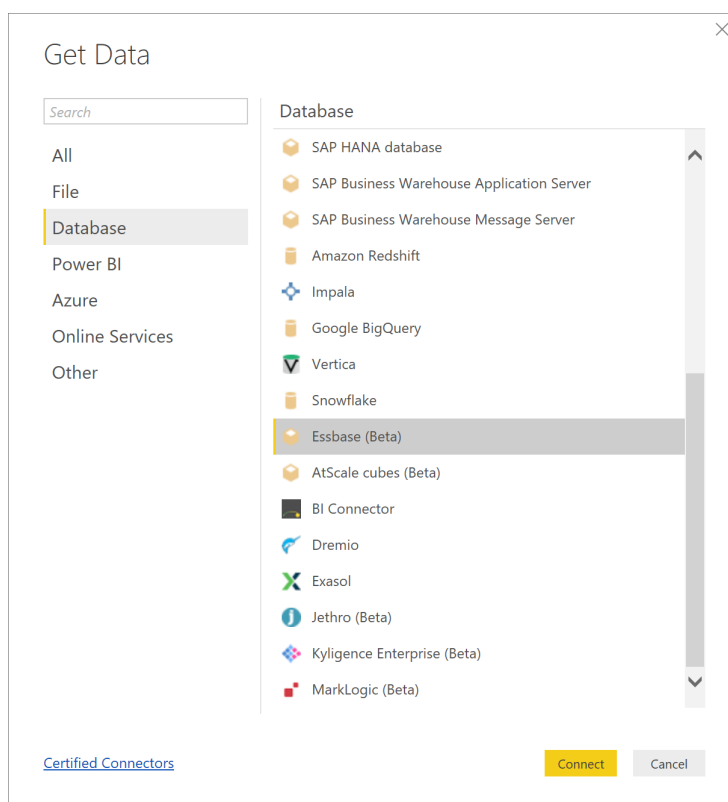 Get Data
Search
All
File
Database
Power BI
Azure
Online Services
Other
Database
SAP HANA database
SAP Business Warehouse Application Server
SAP Business Warehouse Message Server
Amazon Redshift
Impala
Google BigQuery
Vertica
Snowflake
Essbase (Beta)
AtScale cubes (Beta)
BI Connector
Dremio
Exasol
Jethro (Beta)
Kyligence Enterprise (Beta)
MarkLogic (Beta)
Certified Connectors
Connect
Cancel